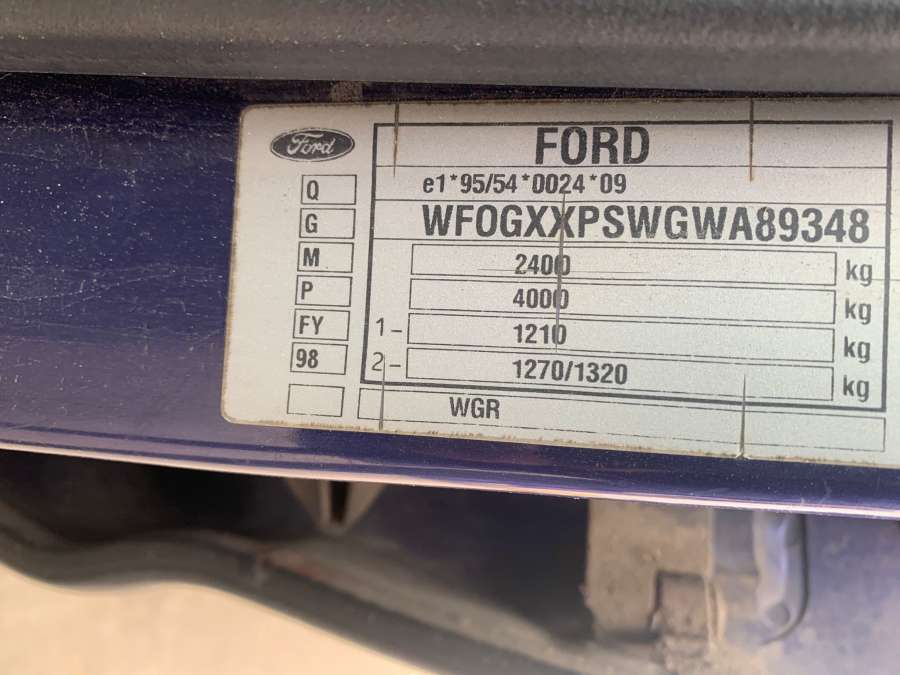 Ford
FORD
e1*95/54*0024*09
WF0GXXPSWGWA89348
Q
G
M
P
FY
98
2400 kg
4000 kg
1- 1210 kg
2- 1270/1320 kg
WGR